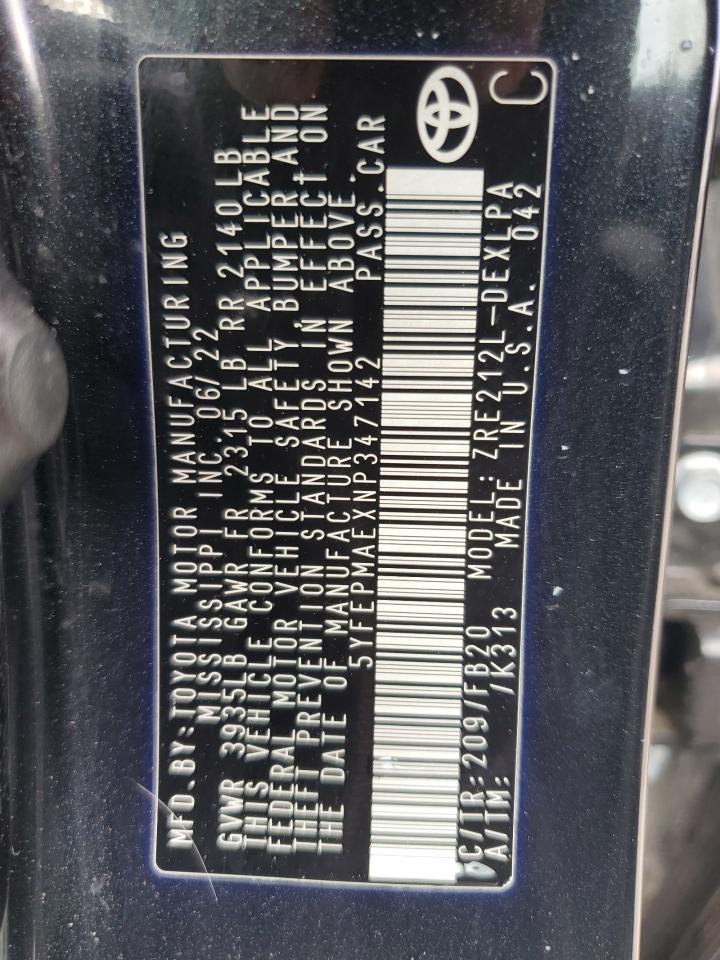 MFD.BY:TOYOTA MOTOR MANUFACTURING
MISSISSIPPI INC. 06/22
GVWR 3935LB GAWR FR 2315 LB RR 2140LB
THIS VEHICLE CONFORMS TO ALL APPLICABLE
FEDERAL MOTOR VEHICLE SAFETY, BUMPER, AND
THEFT PREVENTION STANDARDS IN EFFECT ON
THE DATE OF MANUFACTURE SHOWN ABOVE.
5YFEPMAEXNP347142 PASS.CAR
C/TR:209/FB20 MODEL: ZRE212L-DEXLPA
A/TM: /K313 MADE IN U.S.A. 042
C